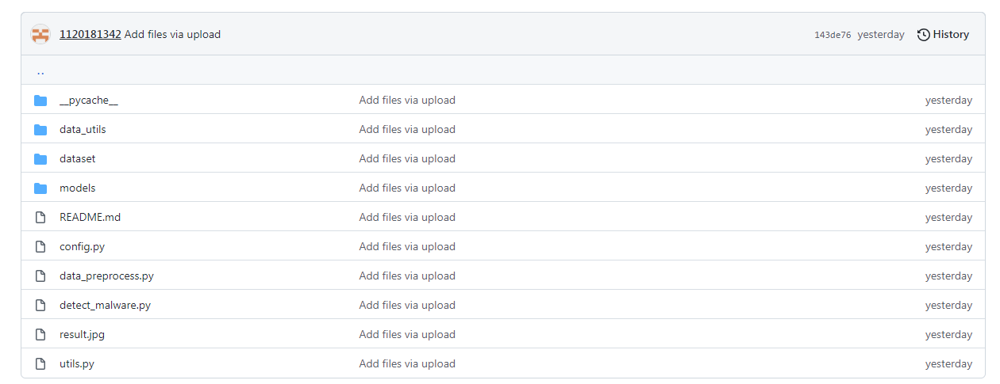 1120181342 Add files via upload 143de76 yesterday History
..
__pycache__ Add files via upload yesterday
data_utils Add files via upload yesterday
dataset Add files via upload yesterday
models Add files via upload yesterday
README.md Add files via upload yesterday
config.py Add files via upload yesterday
data_preprocess.py Add files via upload yesterday
detect_malware.py Add files via upload yesterday
result.jpg Add files via upload yesterday
utils.py Add files via upload yesterday